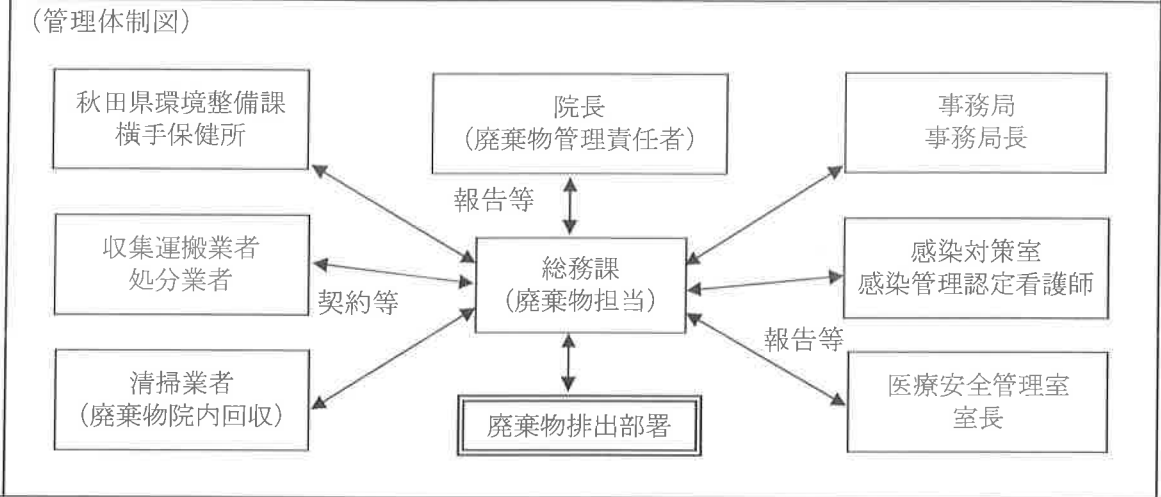 （管理体制図）
秋田県環境整備課
横手保健所
院長
（廃棄物管理責任者）
事務局
事務局長
報告等
収集運搬業者
処分業者
総務課
（廃棄物担当）
感染対策室
感染管理認定看護師
契約等
報告等
清掃業者
（廃棄物院内回収）
廃棄物排出部署
医療安全管理室
室長